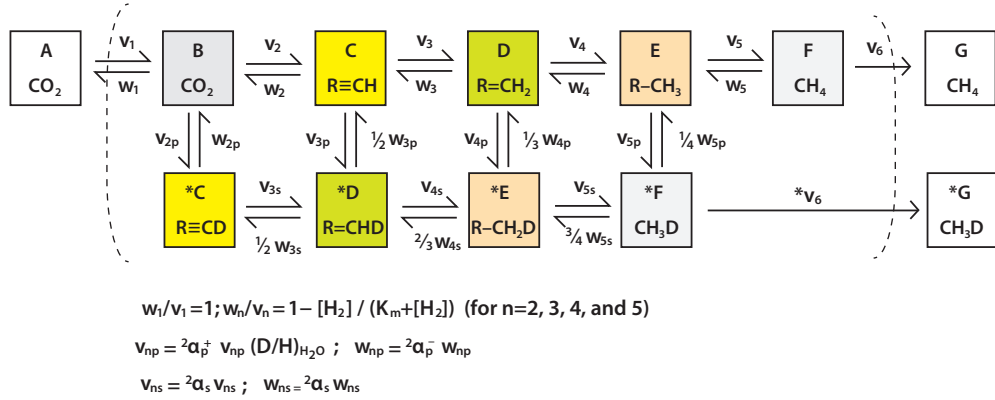 A B C D E F G
v₁ v₂ v₃ v₄ v₅ v₆
CO₂ CO₂ R≡CH R=CH₂ R–CH₃ CH₄ CH₄
w₁ w₂ w₃ w₄ w₅
v₂ₚ w₂ₚ v₃ₚ ½ w₃ₚ v₄ₚ ⅓ w₄ₚ v₅ₚ ¼ w₅ₚ
*C *D *E *F *G
v₃ₛ v₄ₛ v₅ₛ *v₆
R≡CD R=CHD R–CH₂D CH₃D CH₃D
½ w₃ₛ ⅔ w₄ₛ ¾ w₅ₛ
w₁/v₁ =1; wₙ/vₙ = 1– [H₂] / (Kₘ+[H₂]) (for n=2, 3, 4, and 5)
vₙₚ = ²αₚ⁺ vₙₚ (D/H)H₂O ; wₙₚ = ²αₚ⁻ wₙₚ
vₙₛ = ²αₛ vₙₛ ; wₙₛ = ²αₛ wₙₛ